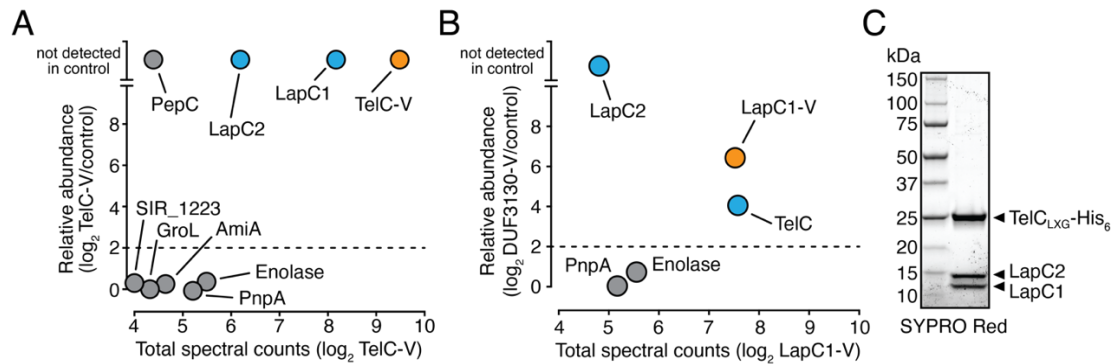 A
not detected
in control
PepC
LapC2
LapC1
TelC-V
8
6
4
2
0
SIR_1223
GroL
AmiA
Enolase
PnpA
Relative abundance
(log₂ TelC-V/control)
4 5 6 7 8 9 10
Total spectral counts (log₂ TelC-V)
B
not detected
in control
LapC2
LapC1-V
TelC
8
6
4
2
0
PnpA
Enolase
Relative abundance
(log₂ DUF3130-V/control)
4 5 6 7 8 9 10
Total spectral counts (log₂ LapC1-V)
C
kDa
150
100
75
50
37
25
20
15
10
TelC_LXG-His₆
LapC2
LapC1
SYPRO Red